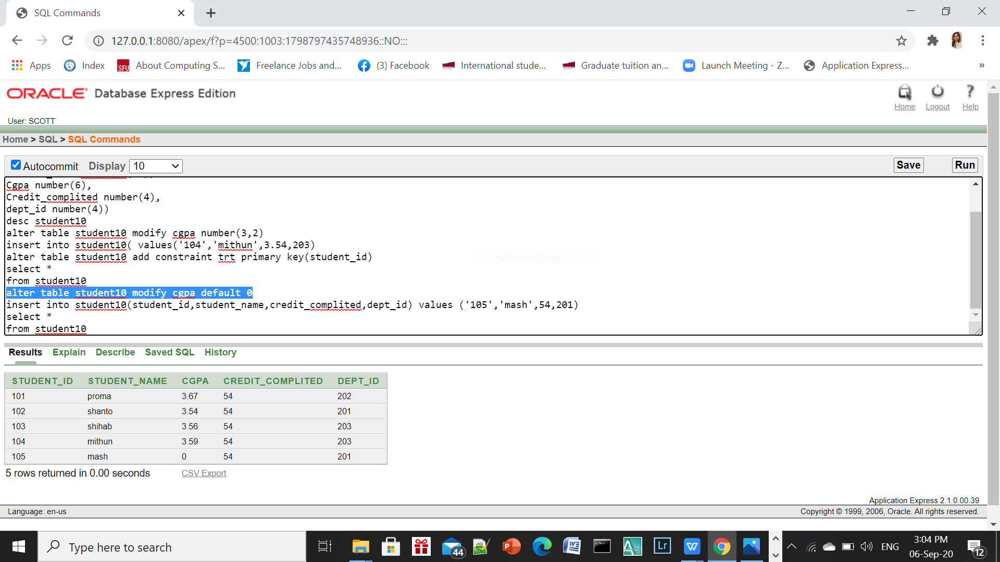 SQL Commands
127.0.0.1:8080/apex/f?p=4500:1003:1798797435748936::NO:::
Apps Index About Computing S... Freelance Jobs and... (3) Facebook International stude... Graduate tuition an... Launch Meeting - Z... Application Express... »
ORACLE Database Express Edition
Home Logout Help
User: SCOTT
Home > SQL > SQL Commands
Autocommit Display 10 Save Run
Cgpa number(6),
Credit_complited number(4),
dept_id number(4))
desc student10
alter table student10 modify cgpa number(3,2)
insert into student10( values('104','mithun',3.54,203)
alter table student10 add constraint trt primary key(student_id)
Full-screen Snip
select *
from student10
alter table student10 modify cgpa default 0
insert into student10(student_id,student_name,credit_complited,dept_id) values ('105','mash',54,201)
select *
from student10
Results Explain Describe Saved SQL History
STUDENT_ID STUDENT_NAME CGPA CREDIT_COMPLITED DEPT_ID
101 proma 3.67 54 202
102 shanto 3.54 54 201
103 shihab 3.56 54 203
104 mithun 3.59 54 203
105 mash 0 54 201
5 rows returned in 0.00 seconds CSV Export
Application Express 2.1.0.00.39
Language: en-us Copyright © 1999, 2006, Oracle. All rights reserved.
Type here to search 44 Lr ENG 3:04 PM
06-Sep-20 12